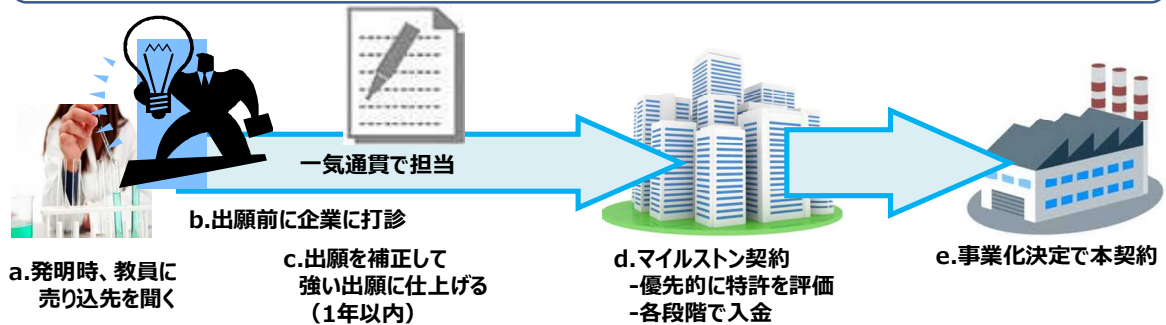 一気通貫で担当
b.出願前に企業に打診
a.発明時、教員に
売り込先を聞く
c.出願を補正して
強い出願に仕上げる
（1年以内）
d.マイルストン契約
-優先的に特許を評価
-各段階で入金
e.事業化決定で本契約